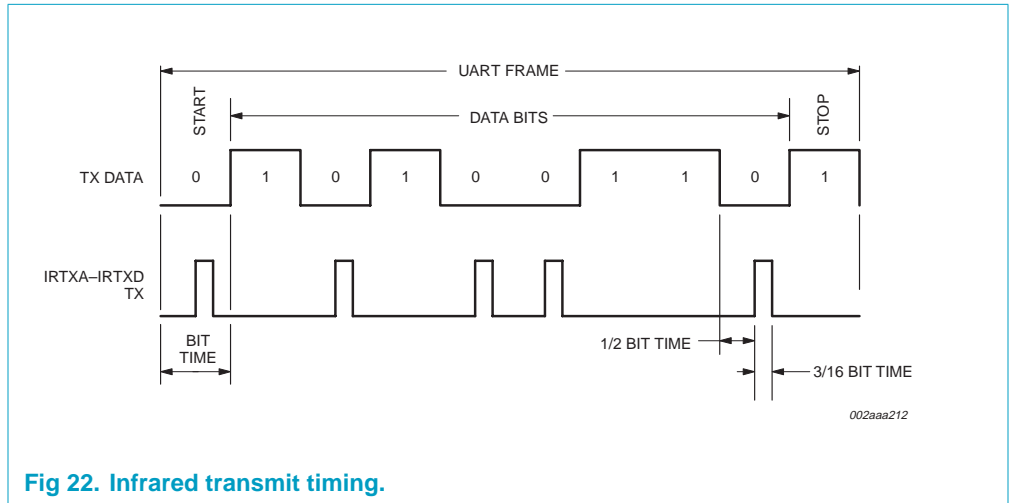 UART FRAME
START
DATA BITS
STOP
TX DATA
0 1 0 1 0 0 1 1 0 1
IRTXA–IRTXD
TX
BIT
TIME
1/2 BIT TIME
3/16 BIT TIME
002aaa212
Fig 22. Infrared transmit timing.